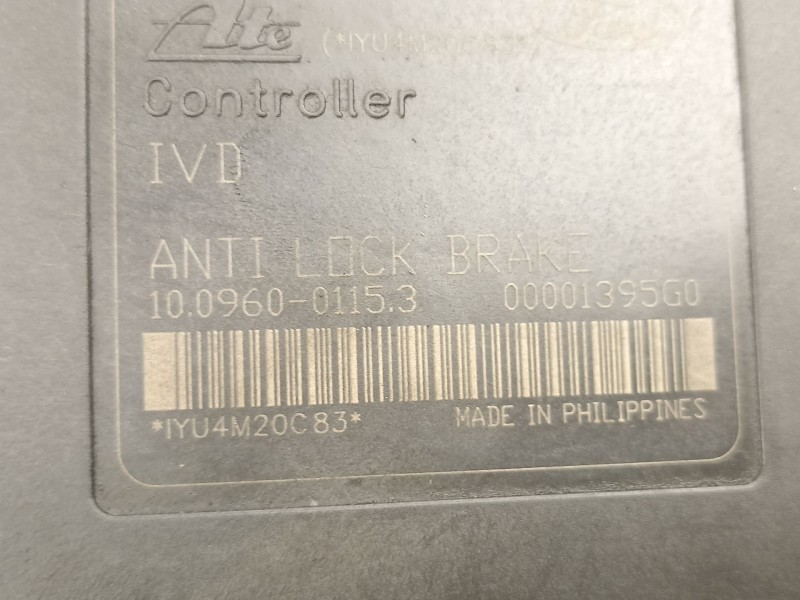 Ate
Controller
IVD
ANTI LOCK BRAKE
10.0960-0115.3 00001395G0
*IYU4M20C83* MADE IN PHILIPPINES